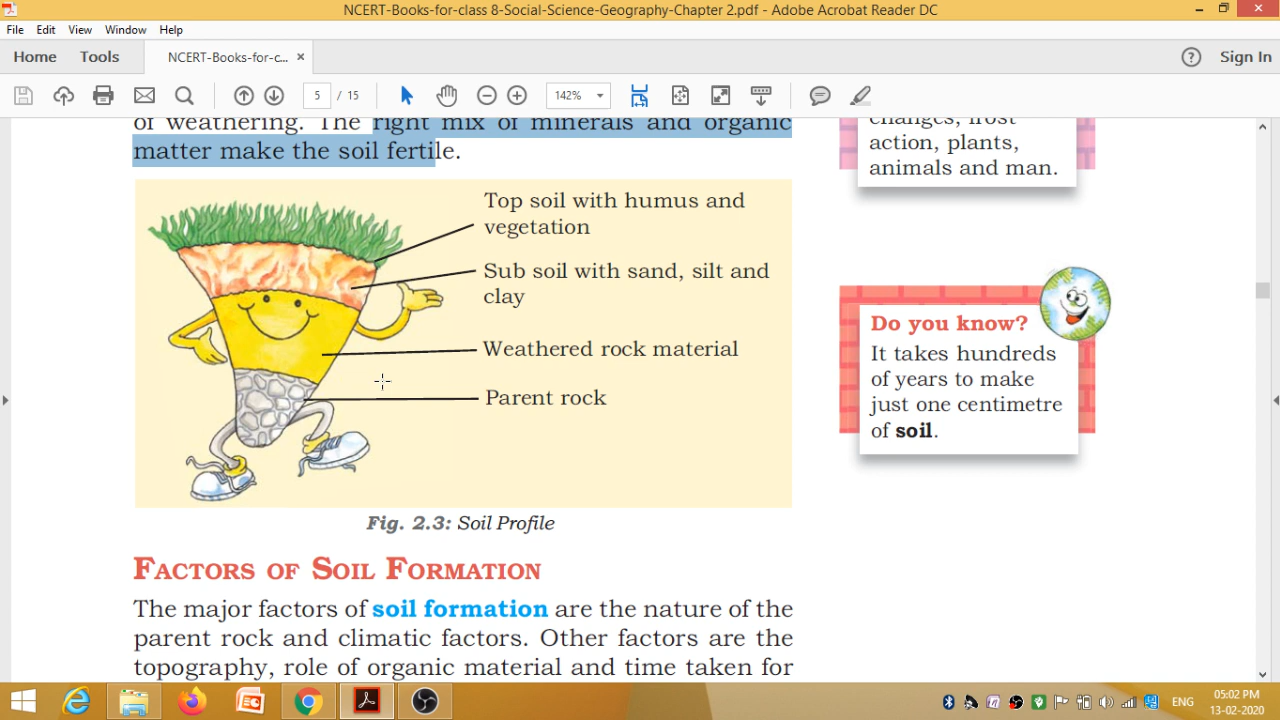 NCERT-Books-for-class 8-Social-Science-Geography-Chapter 2.pdf - Adobe Acrobat Reader DC
File Edit View Window Help
Home Tools NCERT-Books-for-c... ×
Sign In
5 / 15
142%
of weathering. The right mix of minerals and organic
matter make the soil fertile.
changes, frost
action, plants,
animals and man.
Top soil with humus and
vegetation
Sub soil with sand, silt and
clay
Weathered rock material
Parent rock
Fig. 2.3: Soil Profile
Do you know?
It takes hundreds
of years to make
just one centimetre
of soil.
FACTORS OF SOIL FORMATION
The major factors of soil formation are the nature of the
parent rock and climatic factors. Other factors are the
topography, role of organic material and time taken for
ENG
05:02 PM
13-02-2020